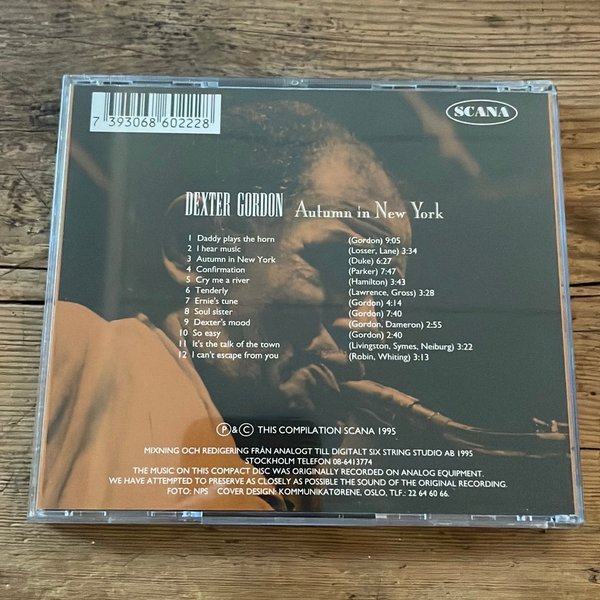 SCANA
7 393068 602228
DEXTER GORDON Autumn in New York
1 Daddy plays the horn (Gordon) 9:05
2 I hear music (Losser, Lane) 3:34
3 Autumn in New York (Duke) 6:27
4 Confirmation (Parker) 7:47
5 Cry me a river (Hamilton) 3:43
6 Tenderly (Lawrence, Gross) 3:28
7 Ernie's tune (Gordon) 4:14
8 Soul sister (Gordon) 7:40
9 Dexter's mood (Gordon, Dameron) 2:55
10 So easy (Gordon) 2:40
11 It's the talk of the town (Livingston, Symes, Neiburg) 3:22
12 I can't escape from you (Robin, Whiting) 3:13
P & C THIS COMPILATION SCANA 1995
MIXNING OCH REDIGERING FRÅN ANALOGT TILL DIGITALT SIX STRING STUDIO AB 1995
STOCKHOLM TELEFON 08-6413774
THE MUSIC ON THIS COMPACT DISC WAS ORIGINALLY RECORDED ON ANALOG EQUIPMENT.
WE HAVE ATTEMPTED TO PRESERVE AS CLOSELY AS POSSIBLE THE SOUND OF THE ORIGINAL RECORDING.
FOTO: NPS COVER DESIGN: KOMMUNIKATØRENE, OSLO, TLF.: 22 64 60 66.